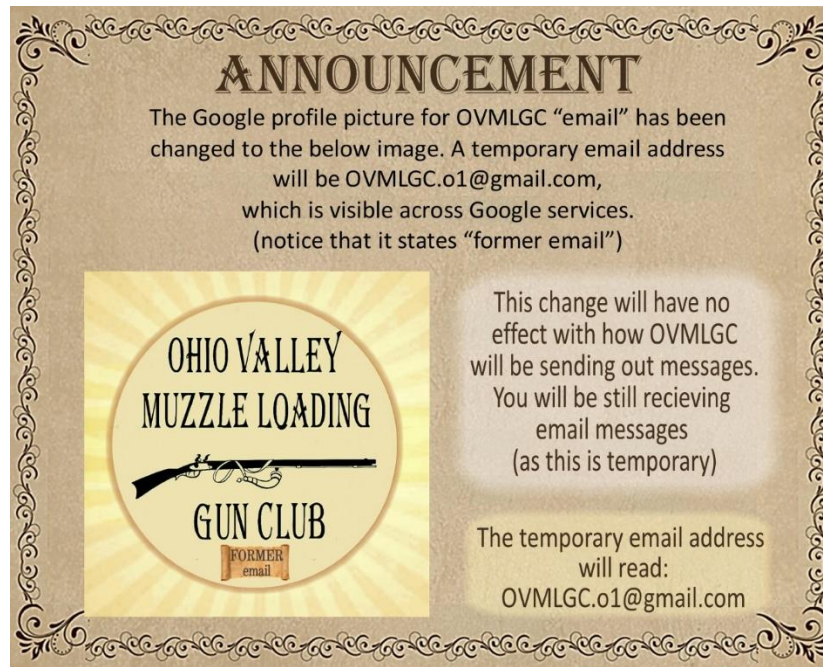 ANNOUNCEMENT
The Google profile picture for OVMLGC “email” has been
changed to the below image. A temporary email address
will be OVMLGC.o1@gmail.com,
which is visible across Google services.
(notice that it states “former email”)
OHIO VALLEY
MUZZLE LOADING
GUN CLUB
FORMER
email
This change will have no
effect with how OVMLGC
will be sending out messages.
You will be still recieving
email messages
(as this is temporary)
The temporary email address
will read:
OVMLGC.o1@gmail.com